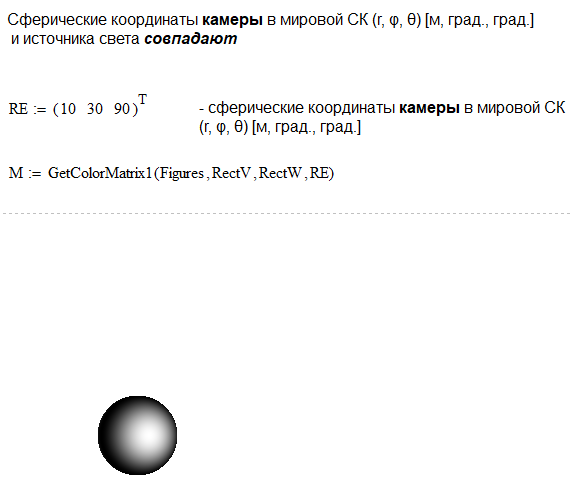 Сферические координаты камеры в мировой СК (r, φ, θ) [м, град., град.]
и источника света совпадают
RE := (10 30 90)^T
- сферические координаты камеры в мировой СК
(r, φ, θ) [м, град., град.]
M := GetColorMatrix1(Figures, RectV, RectW, RE)